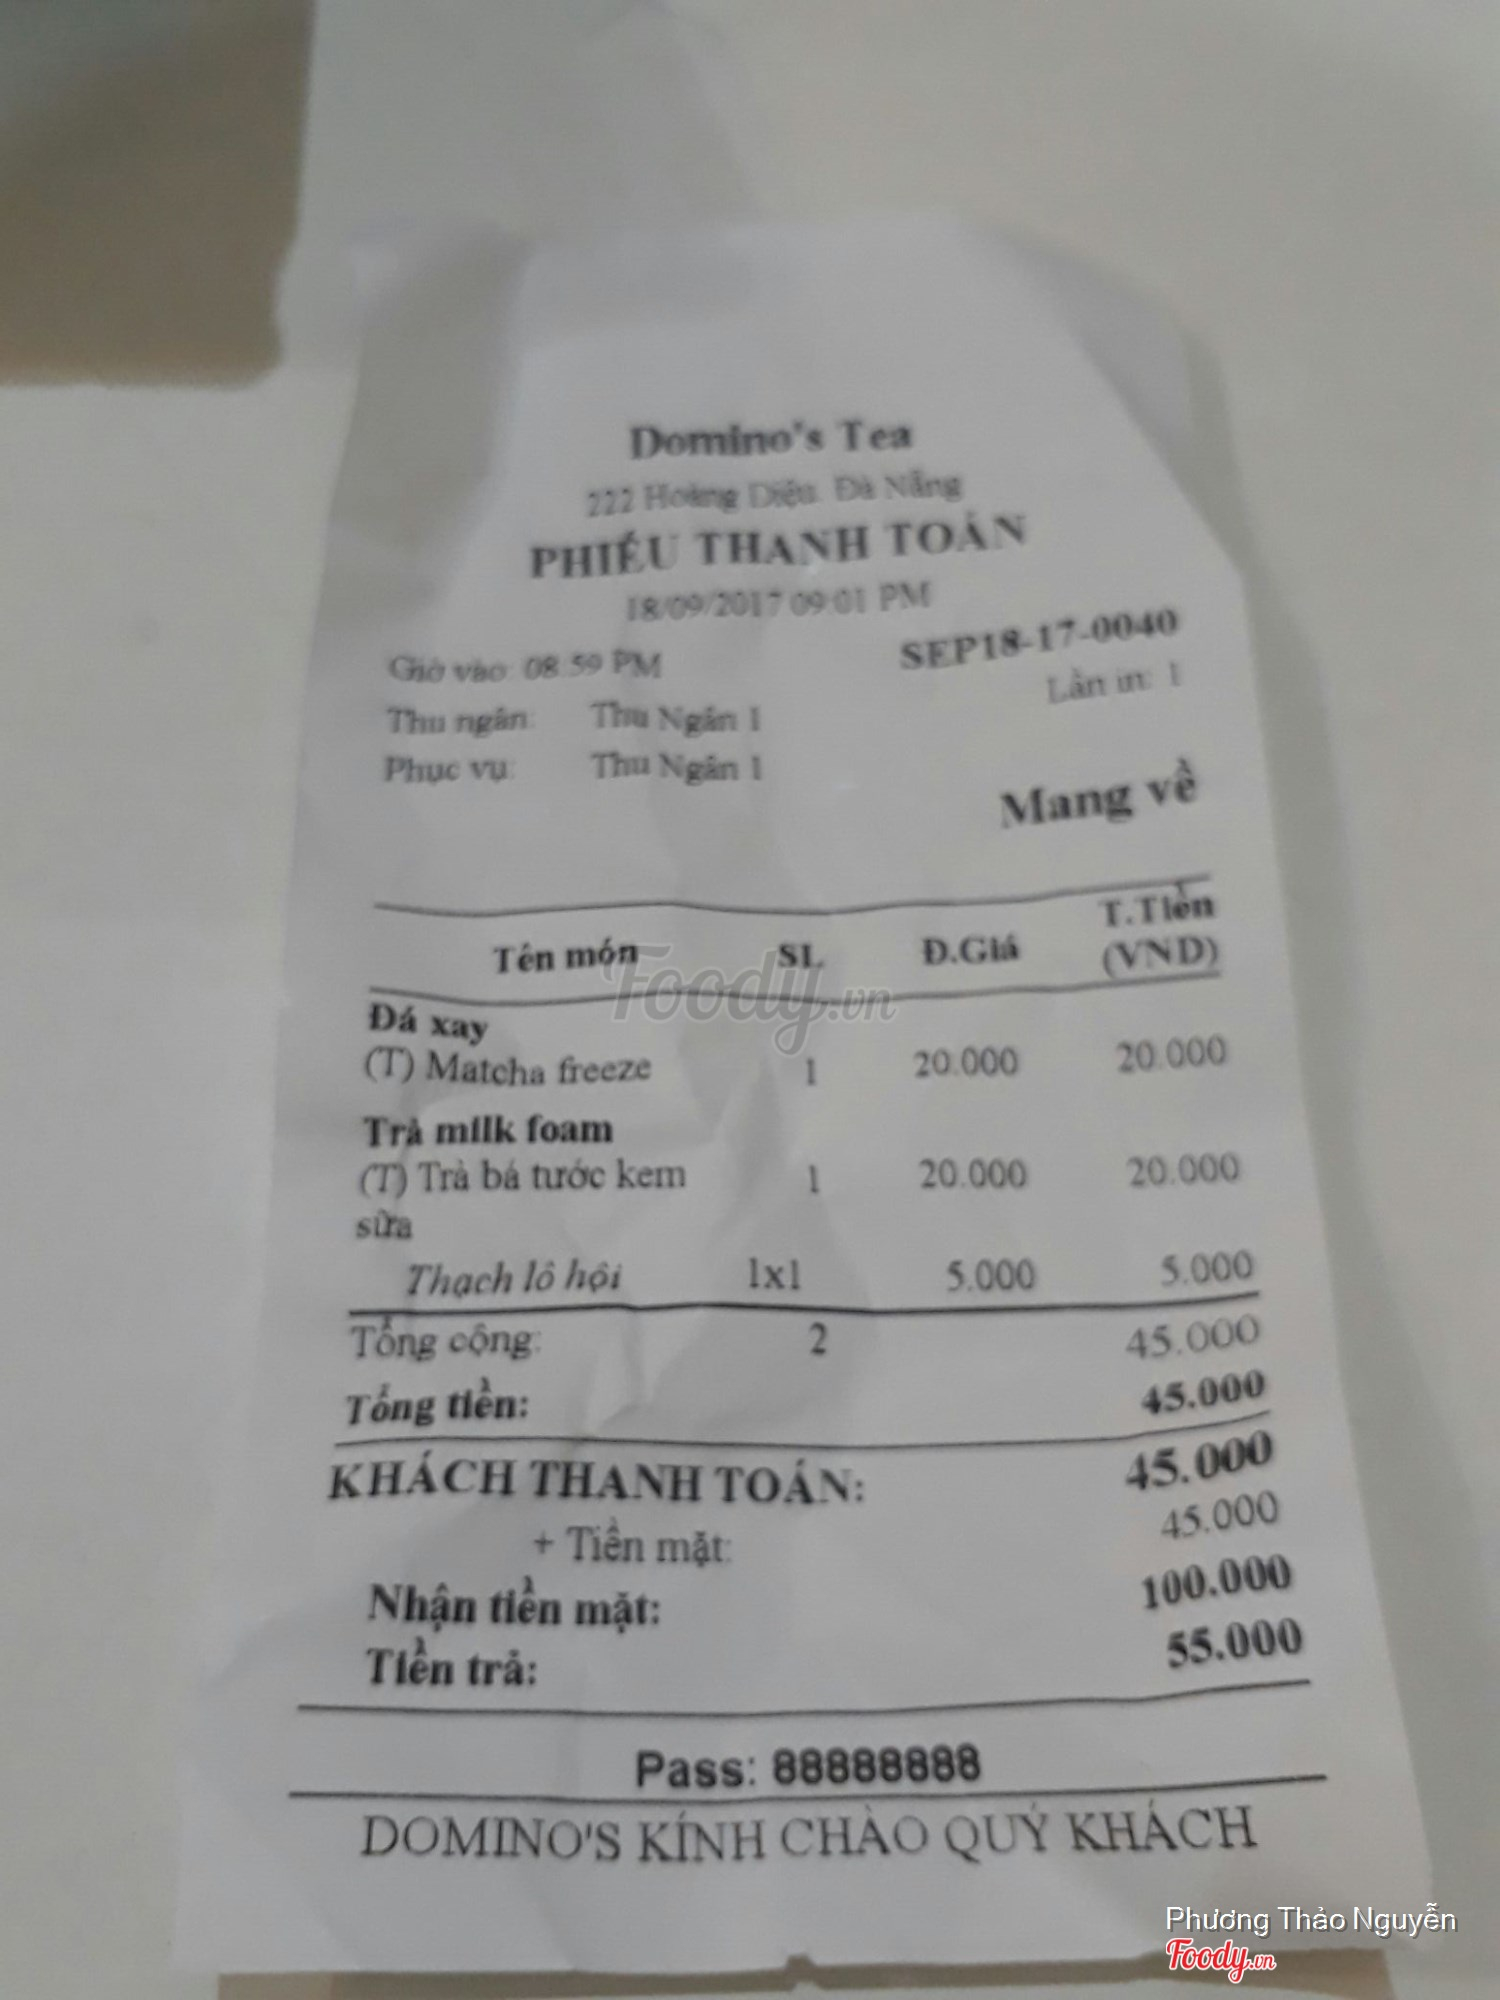 Domino's Tea
222 Hoàng Diệu. Đà Nẵng
PHIẾU THANH TOÁN
18/09/2017 09:01 PM
SEP18-17-0040
Giờ vào: 08:59 PM
Lần in: 1
Thu ngân: Thu Ngân 1
Phục vụ: Thu Ngân 1
Mang về
Tên món SL Đ.Giá T.Tiền (VND)
Đá xay
(T) Matcha freeze 1 20.000 20.000
Trà milk foam
(T) Trà bá tước kem 1 20.000 20.000
sữa
Thạch lô hội 1x1 5.000 5.000
Tổng cộng: 2 45.000
Tổng tiền: 45.000
KHÁCH THANH TOÁN: 45.000
+ Tiền mặt: 45.000
Nhận tiền mặt: 100.000
Tiền trả: 55.000
Pass: 88888888
DOMINO'S KÍNH CHÀO QUÝ KHÁCH
Foody.vn
Phương Thảo Nguyễn
Foody.vn